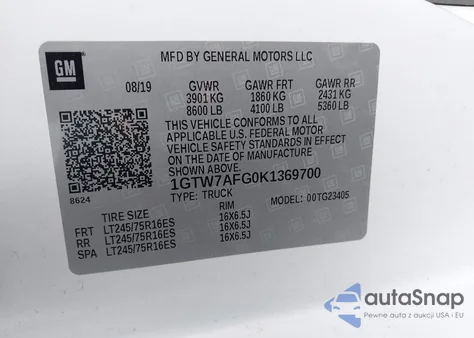 GM
MFD BY GENERAL MOTORS LLC
08/19 GVWR GAWR FRT GAWR RR
3901 KG 1860 KG 2431 KG
8600 LB 4100 LB 5360 LB
THIS VEHICLE CONFORMS TO ALL
APPLICABLE U.S. FEDERAL MOTOR
VEHICLE SAFETY STANDARDS IN EFFECT
ON THE DATE OF MANUFACTURE
SHOWN ABOVE.
1GTW7AFG0K1369700
TYPE: TRUCK MODEL: 00TG23405
8624
TIRE SIZE RIM
FRT LT245/75R16ES 16X6.5J
RR LT245/75R16ES 16X6.5J
SPA LT245/75R16ES 16X6.5J
autoSnap
Pewne auta z aukcji USA i EU